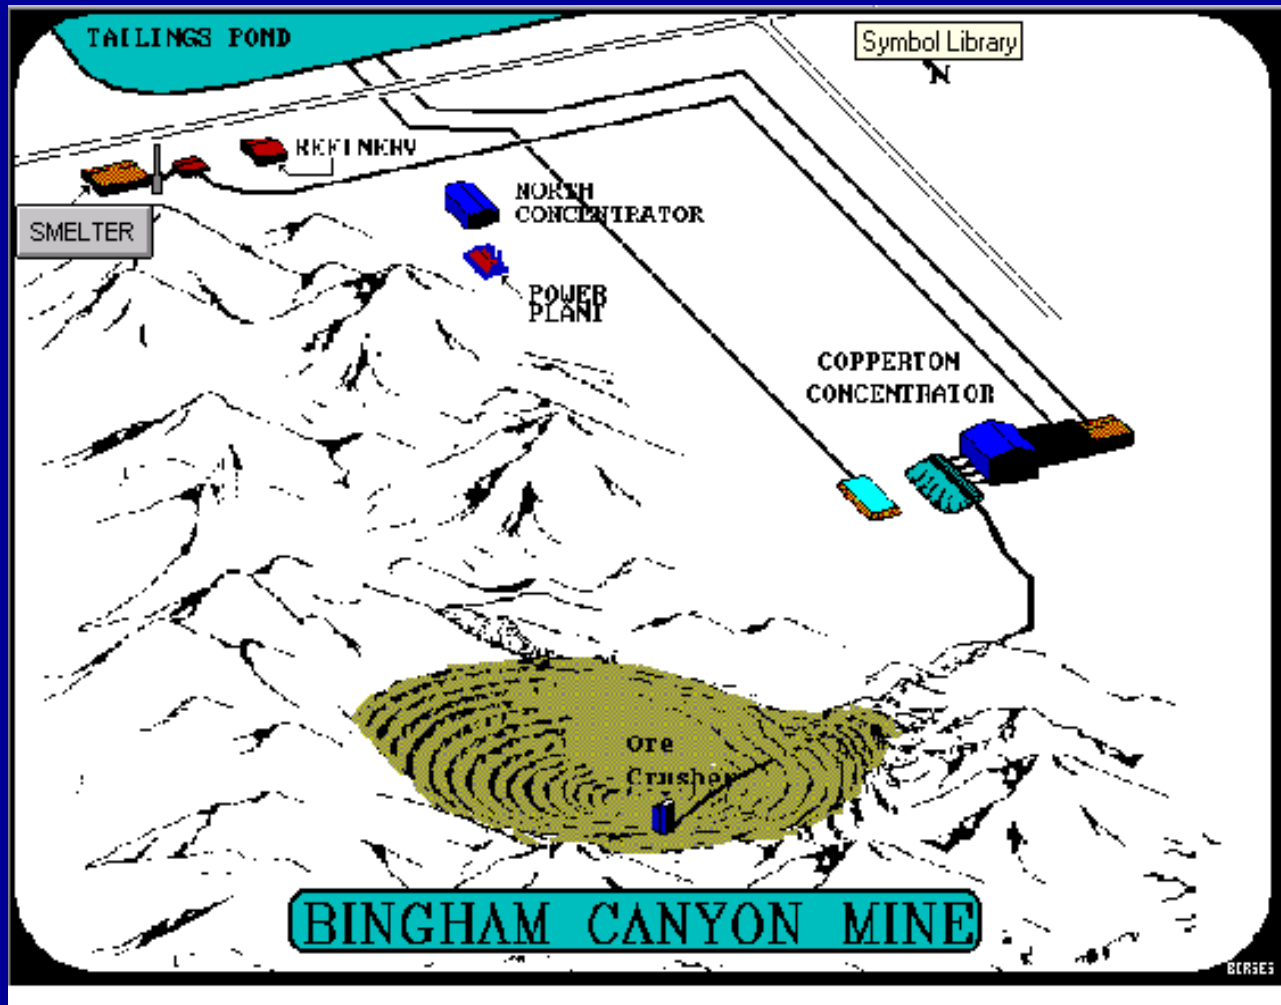 TAILINGS POND
Symbol Library
N
REFINERY
SMELTER
NORTH
CONCENTRATOR
POWER
PLANT
COPPERTON
CONCENTRATOR
Ore
Crusher
BINGHAM CANYON MINE